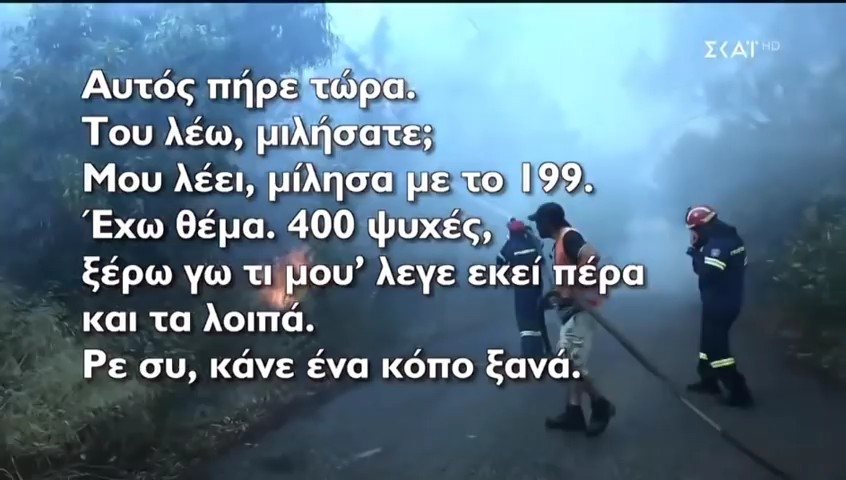 ΣΚΑΪ HD
Αυτός πήρε τώρα.
Του λέω, μιλήσατε;
Μου λέει, μίλησα με το 199.
Έχω θέμα. 400 ψυχές,
ξέρω γω τι μου' λεγε εκεί πέρα
και τα λοιπά.
Ρε συ, κάνε ένα κόπο ξανά.